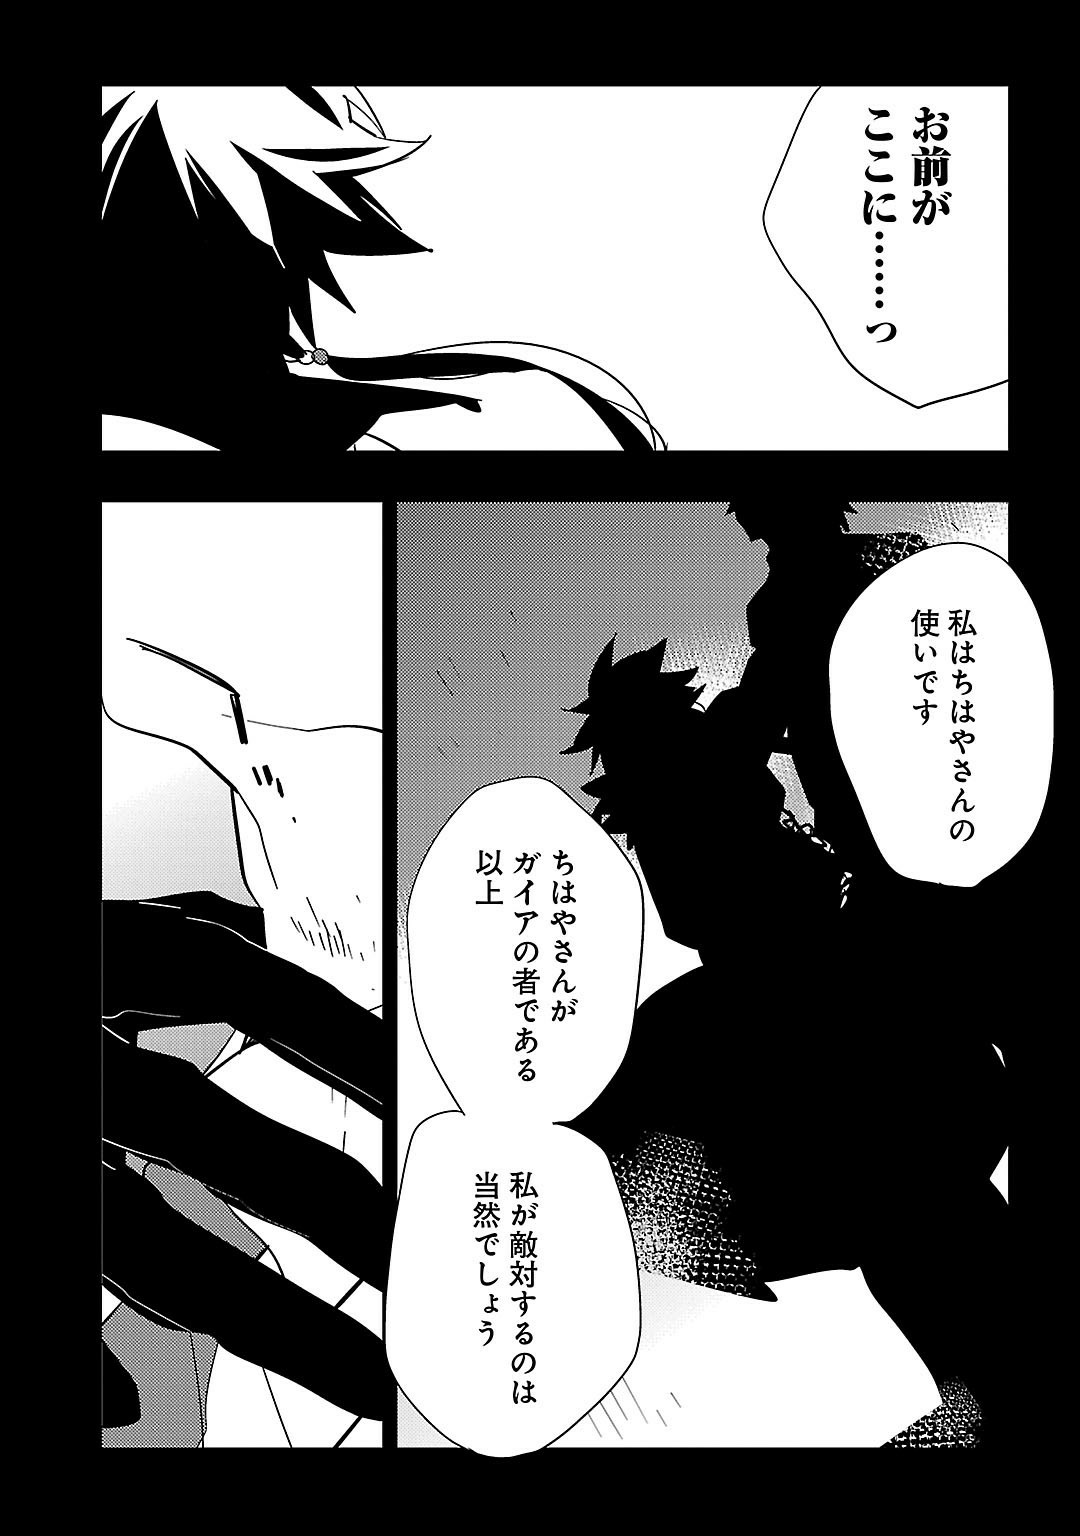 お前が
ここに………っ
私はちはやさんの
使いです
ちはやさんが
ガイアの者である
以上
私が敵対するのは
当然でしょう